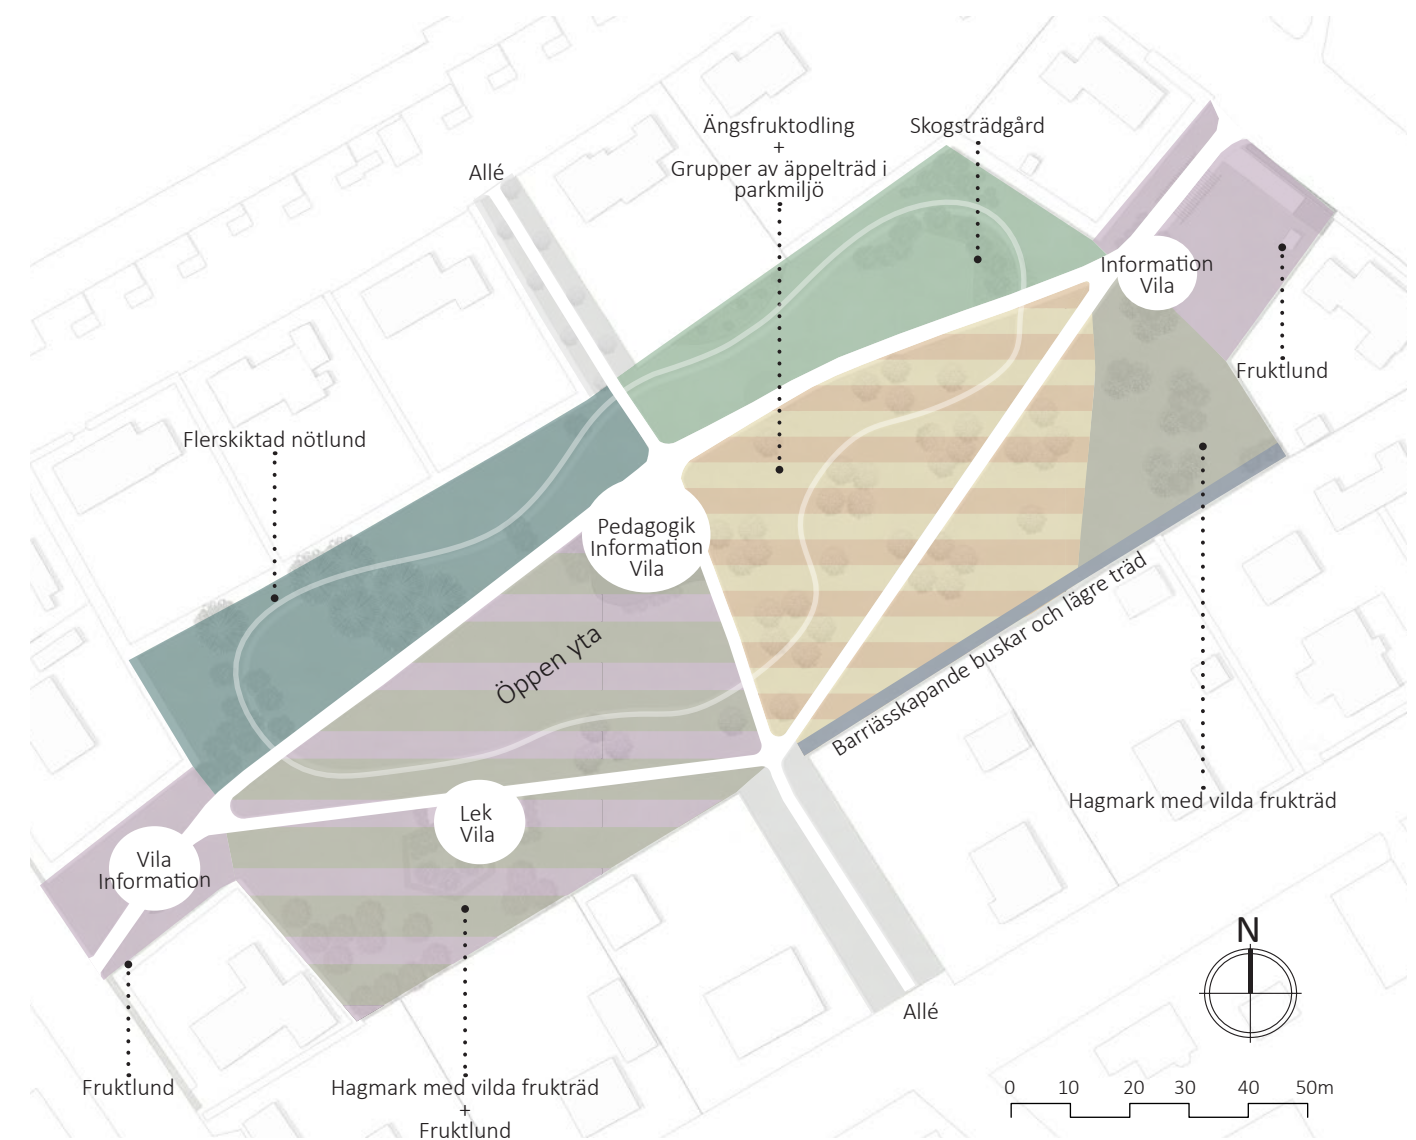 Ängsfruktodling
+
Grupper av äppelträd i
parkmiljö
Skogsträdgård
Allé
Information
Vila
Fruktlund
Flerskiktad nötlund
Pedagogik
Information
Vila
Öppen yta
Barriässkapande buskar och lägre träd
Hagmark med vilda frukträd
Lek
Vila
Vila
Information
N
Allé
Fruktlund
Hagmark med vilda frukträd
+
Fruktlund
0 10 20 30 40 50m